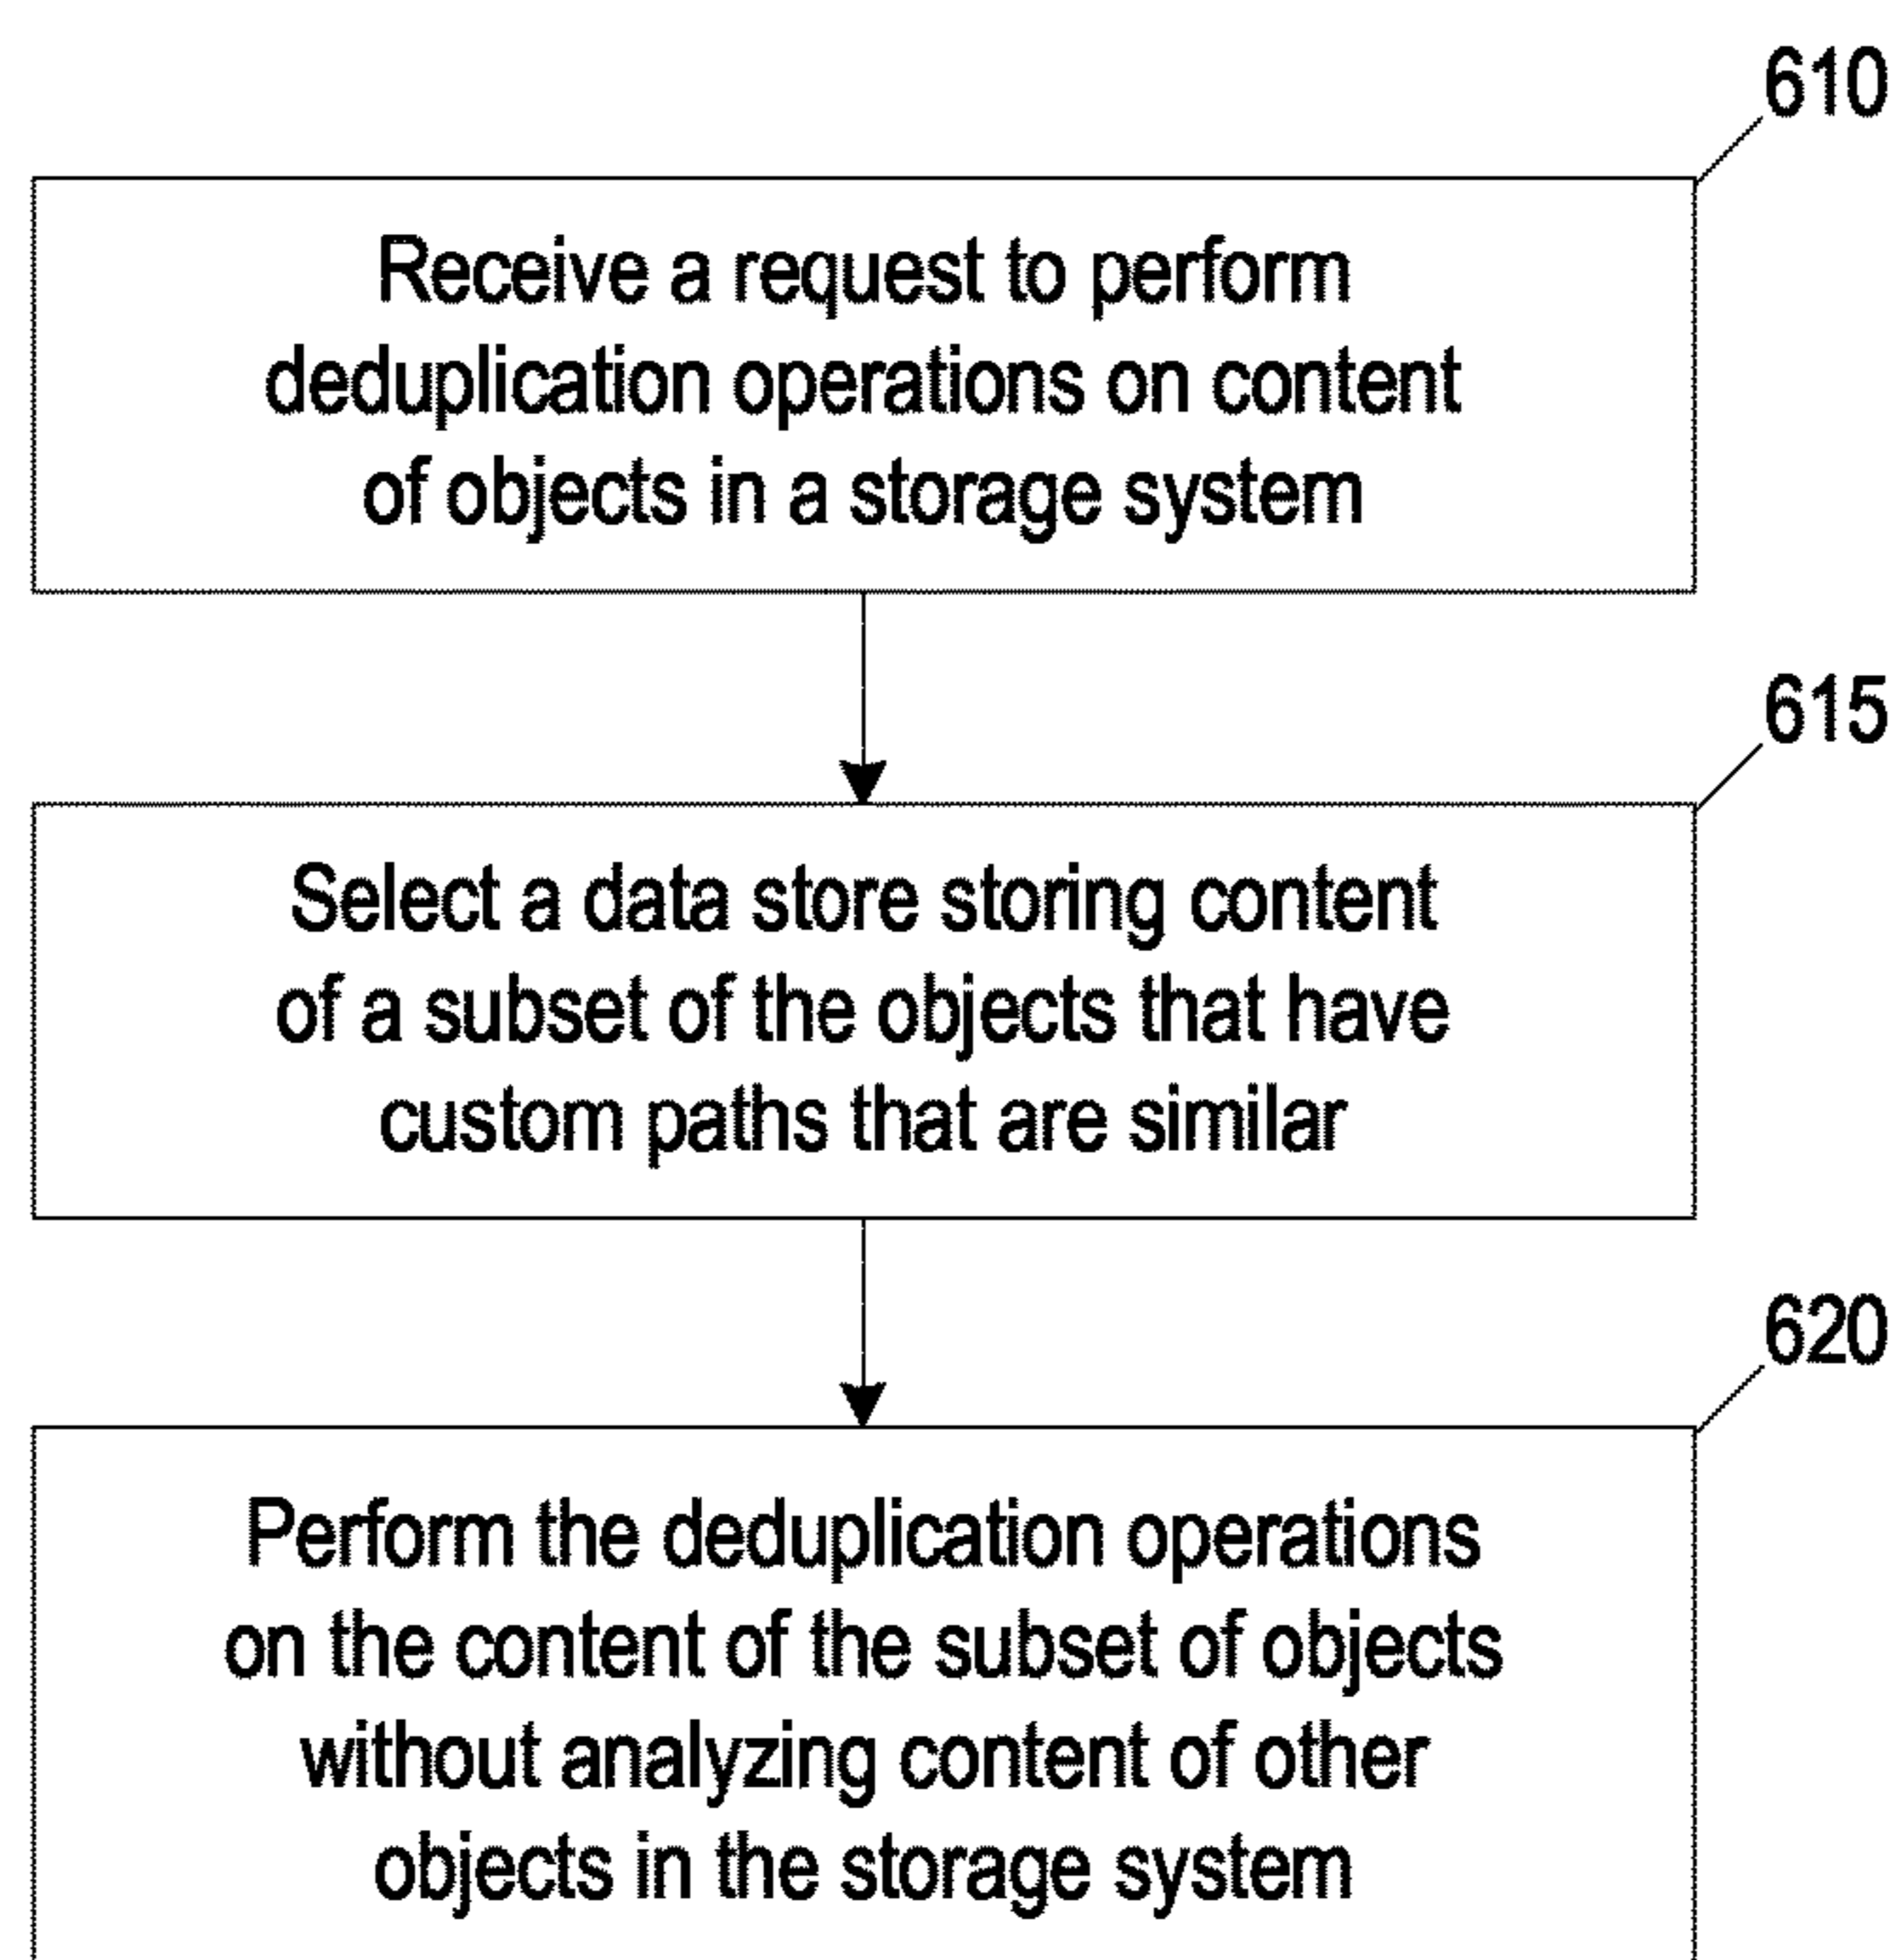 610
Receive a request to perform
deduplication operations on content
of objects in a storage system
615
Select a data store storing content
of a subset of the objects that have
custom paths that are similar
620
Perform the deduplication operations
on the content of the subset of objects
without analyzing content of other
objects in the storage system